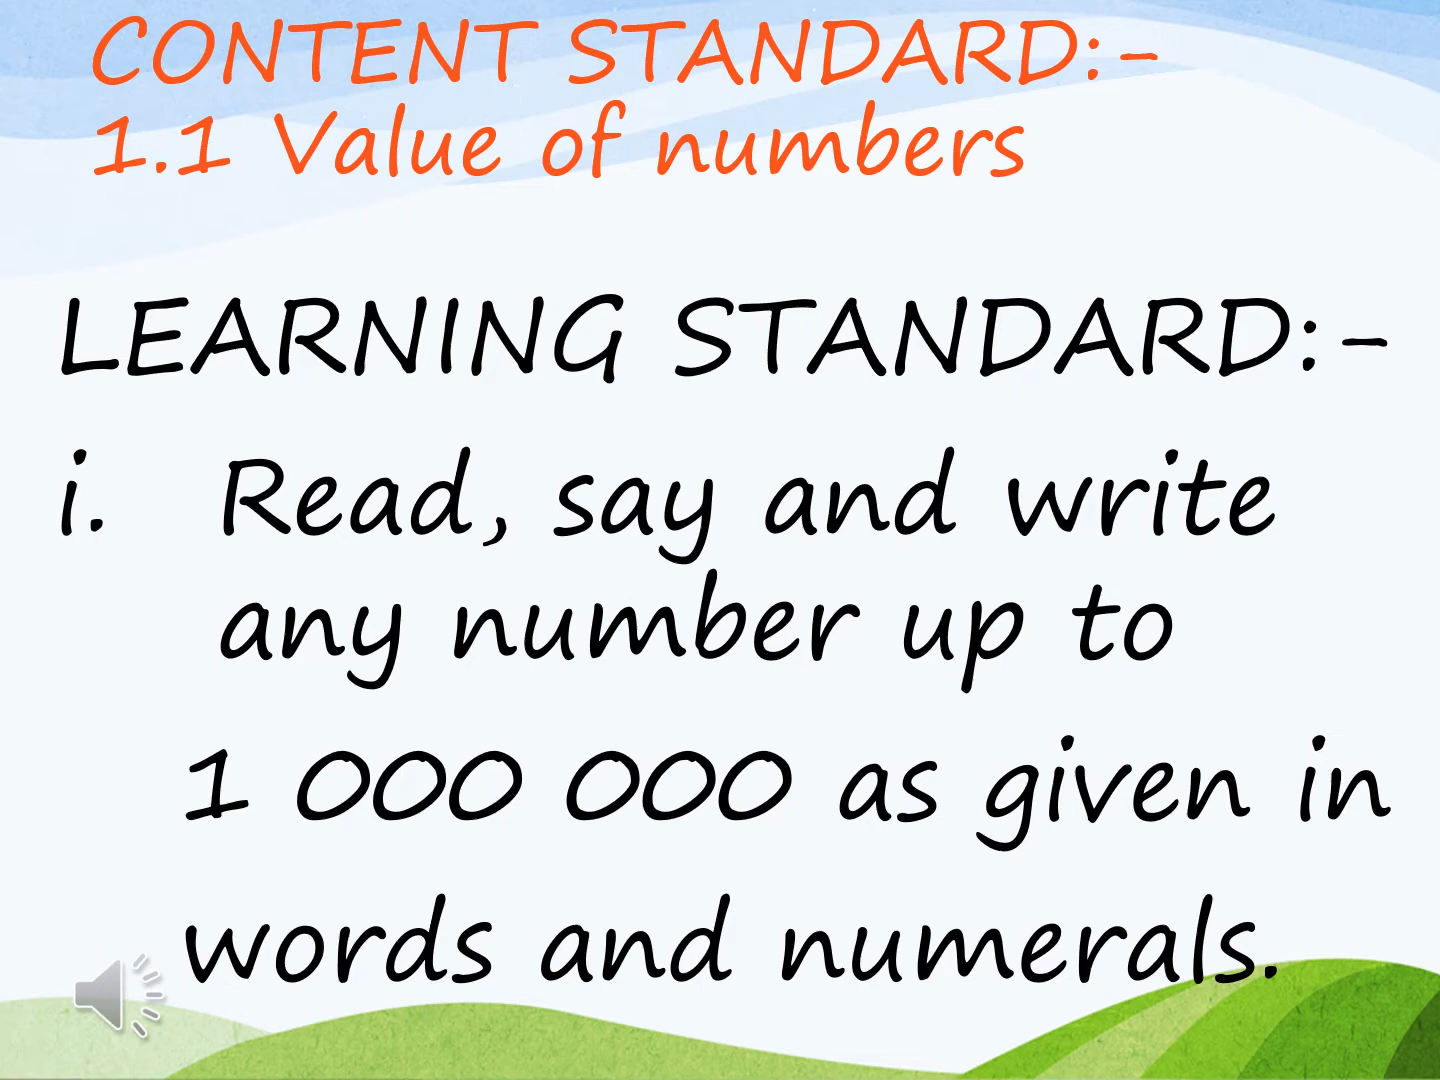 CONTENT STANDARD:-
1.1 Value of numbers
LEARNING STANDARD:-
i. Read, say and write
any number up to
1 000 000 as given in
words and numerals.